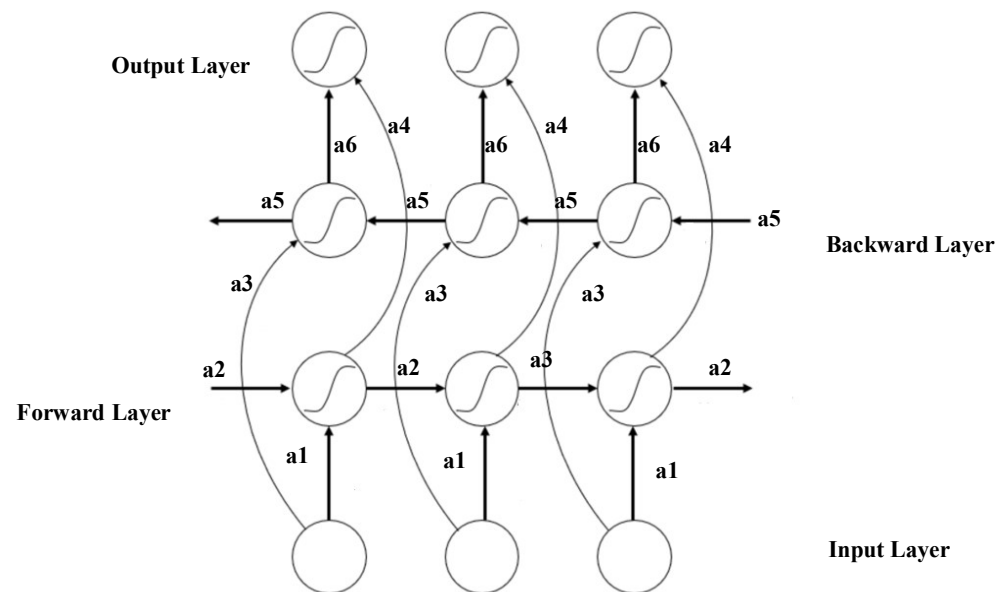 Output Layer
a4
a4
a4
a6
a6
a6
a5
a5
a5
a5
Backward Layer
a3
a3
a3
a2
a2
a3
a2
Forward Layer
a1
a1
a1
Input Layer